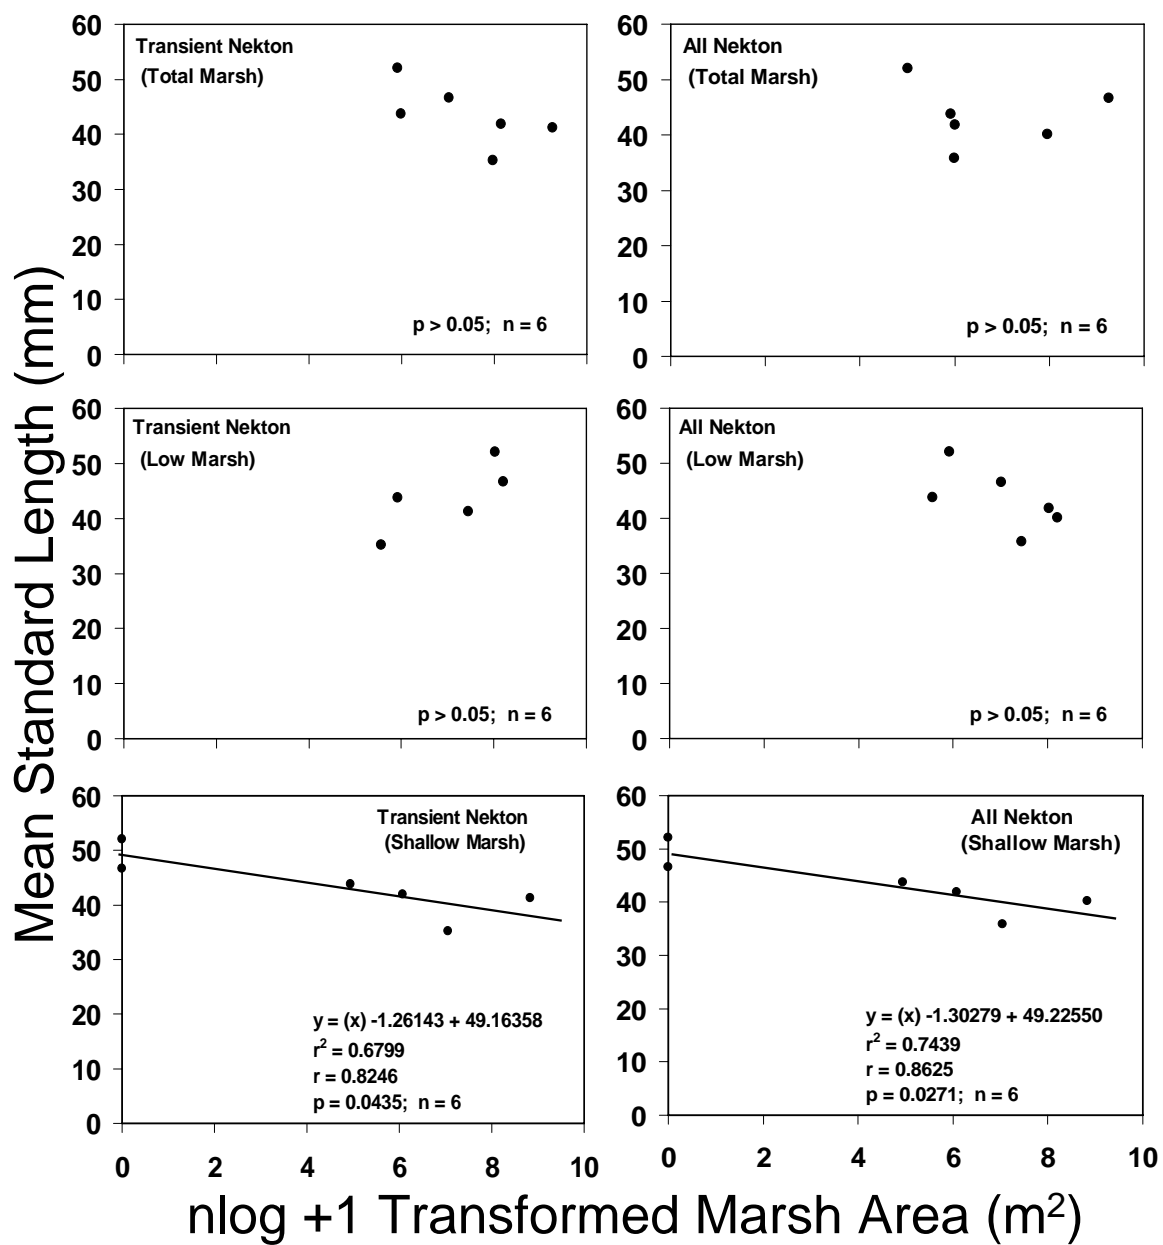 Mean Standard Length (mm)
60
50
40
30
20
10
0
Transient Nekton
(Total Marsh)
p > 0.05; n = 6
60
50
40
30
20
10
0
All Nekton
(Total Marsh)
p > 0.05; n = 6
60
50
40
30
20
10
0
Transient Nekton
(Low Marsh)
p > 0.05; n = 6
60
50
40
30
20
10
0
All Nekton
(Low Marsh)
p > 0.05; n = 6
60
50
40
30
20
10
0
Transient Nekton
(Shallow Marsh)
y = (x) -1.26143 + 49.16358
r² = 0.6799
r = 0.8246
p = 0.0435; n = 6
0 2 4 6 8 10
60
50
40
30
20
10
0
All Nekton
(Shallow Marsh)
y = (x) -1.30279 + 49.22550
r² = 0.7439
r = 0.8625
p = 0.0271; n = 6
0 2 4 6 8 10
nlog +1 Transformed Marsh Area (m²)